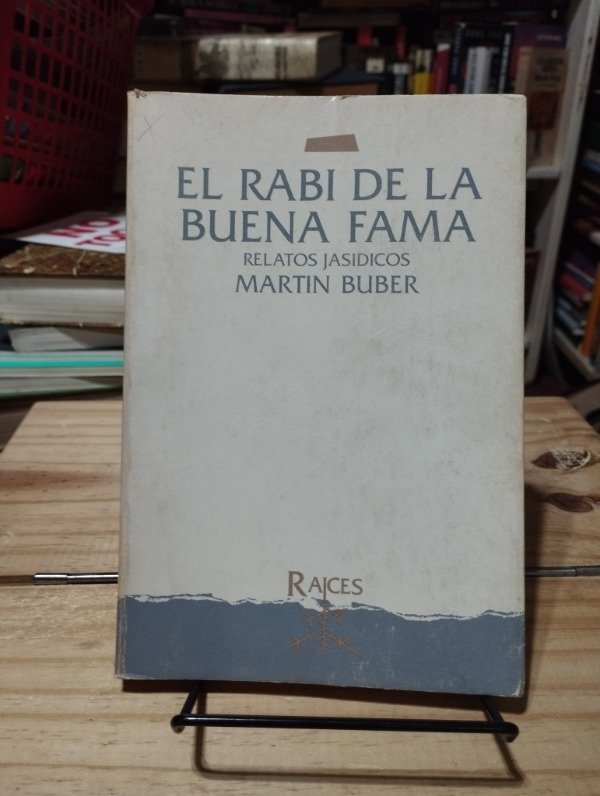 EL RABI DE LA
BUENA FAMA
RELATOS JASIDICOS
MARTIN BUBER
RAICES